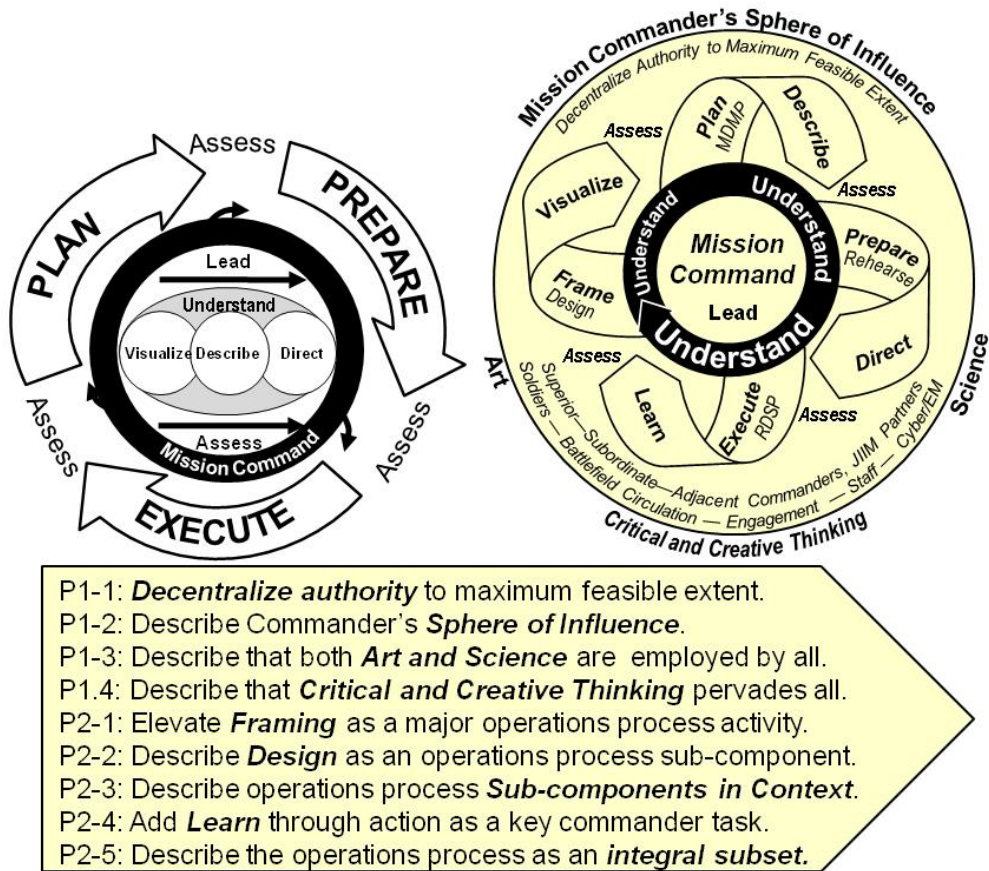 Assess
PLAN
PREPARE
Lead
Understand
Visualize Describe Direct
Assess
Mission Command
Assess
Assess
EXECUTE
Mission Commander's Sphere of Influence
Decentralize Authority to Maximum Feasible Extent
Assess
Plan
MDMP
Describe
Assess
Visualize
Understand
Understand
Mission
Command
Lead
Understand
Prepare
Rehearse
Frame
Design
Direct
Assess
Learn
Execute
RDSP
Assess
Art
Science
Superior—Subordinate—Adjacent Commanders, JIIM Partners
Soldiers — Battlefield Circulation — Engagement — Staff — Cyber/EM
Critical and Creative Thinking
P1-1: Decentralize authority to maximum feasible extent.
P1-2: Describe Commander's Sphere of Influence.
P1-3: Describe that both Art and Science are employed by all.
P1.4: Describe that Critical and Creative Thinking pervades all.
P2-1: Elevate Framing as a major operations process activity.
P2-2: Describe Design as an operations process sub-component.
P2-3: Describe operations process Sub-components in Context.
P2-4: Add Learn through action as a key commander task.
P2-5: Describe the operations process as an integral subset.